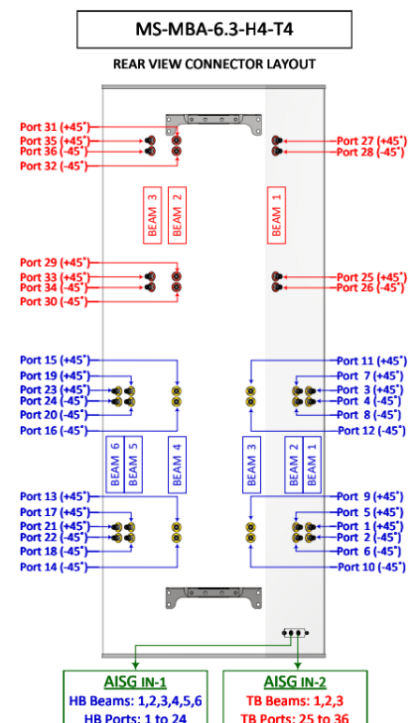 MS-MBA-6.3-H4-T4
REAR VIEW CONNECTOR LAYOUT
Port 31 (+45˚)
Port 35 (+45˚)
Port 36 (-45˚)
Port 32 (-45˚)
Port 27 (+45˚)
Port 28 (-45˚)
BEAM 3
BEAM 2
BEAM 1
Port 29 (+45˚)
Port 33 (+45˚)
Port 34 (-45˚)
Port 30 (-45˚)
Port 25 (+45˚)
Port 26 (-45˚)
Port 15 (+45˚)
Port 19 (+45˚)
Port 23 (+45˚)
Port 24 (-45˚)
Port 20 (-45˚)
Port 16 (-45˚)
Port 11 (+45˚)
Port 7 (+45˚)
Port 3 (+45˚)
Port 4 (-45˚)
Port 8 (-45˚)
Port 12 (-45˚)
BEAM 6
BEAM 5
BEAM 4
BEAM 3
BEAM 2
BEAM 1
Port 13 (+45˚)
Port 17 (+45˚)
Port 21 (+45˚)
Port 22 (-45˚)
Port 18 (-45˚)
Port 14 (-45˚)
Port 9 (+45˚)
Port 5 (+45˚)
Port 1 (+45˚)
Port 2 (-45˚)
Port 6 (-45˚)
Port 10 (-45˚)
AISG IN-1
HB Beams: 1,2,3,4,5,6
HB Ports: 1 to 24
AISG IN-2
TB Beams: 1,2,3
TB Ports: 25 to 36